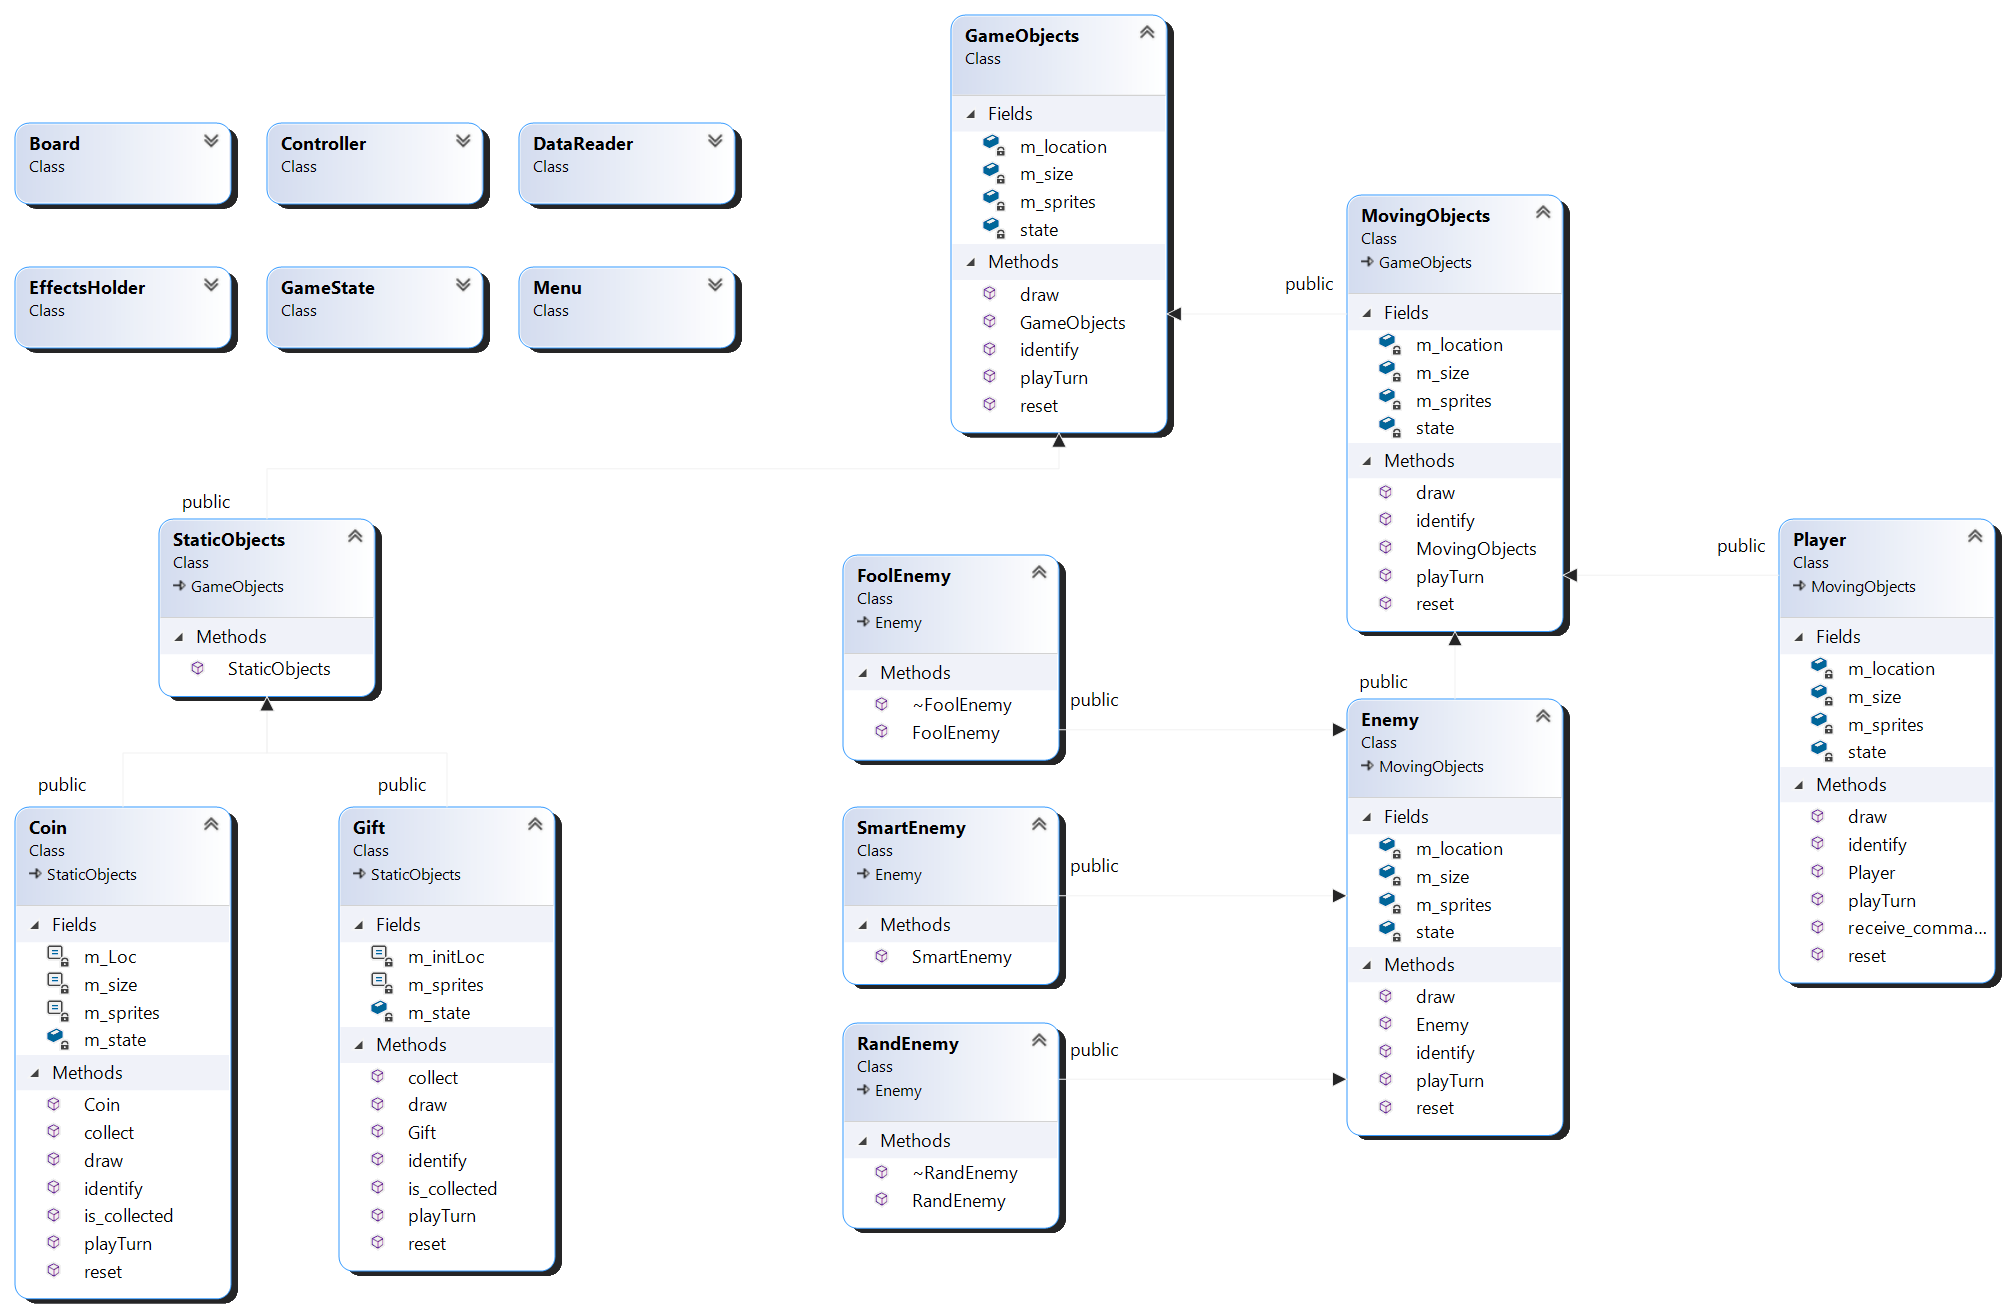 Board
Class
Controller
Class
DataReader
Class
EffectsHolder
Class
GameState
Class
Menu
Class
GameObjects
Class
Fields
m_location
m_size
m_sprites
state
Methods
draw
GameObjects
identify
playTurn
reset
public
MovingObjects
Class
GameObjects
Fields
m_location
m_size
m_sprites
state
Methods
draw
identify
MovingObjects
playTurn
reset
public
StaticObjects
Class
GameObjects
Methods
StaticObjects
public
Coin
Class
StaticObjects
Fields
m_Loc
m_size
m_sprites
m_state
Methods
Coin
collect
draw
identify
is_collected
playTurn
reset
public
Gift
Class
StaticObjects
Fields
m_initLoc
m_sprites
m_state
Methods
collect
draw
Gift
identify
is_collected
playTurn
reset
FoolEnemy
Class
Enemy
Methods
~FoolEnemy
FoolEnemy
public
SmartEnemy
Class
Enemy
Methods
SmartEnemy
public
RandEnemy
Class
Enemy
Methods
~RandEnemy
RandEnemy
public
public
Enemy
Class
MovingObjects
Fields
m_location
m_size
m_sprites
state
Methods
draw
Enemy
identify
playTurn
reset
public
Player
Class
MovingObjects
Fields
m_location
m_size
m_sprites
state
Methods
draw
identify
Player
playTurn
receive_comma...
reset